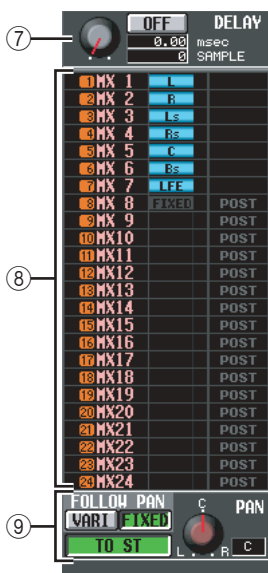 ⑦
OFF DELAY
0.00 msec
0 SAMPLE
⑧
1 MX 1 L
2 MX 2 R
3 MX 3 Ls
4 MX 4 Rs
5 MX 5 C
6 MX 6 Bs
7 MX 7 LFE
8 MX 8 FIXED POST
9 MX 9 POST
10 MX10 POST
11 MX11 POST
12 MX12 POST
13 MX13 POST
14 MX14 POST
15 MX15 POST
16 MX16 POST
17 MX17 POST
18 MX18 POST
19 MX19 POST
20 MX20 POST
21 MX21 POST
22 MX22 POST
23 MX23 POST
24 MX24 POST
⑨
FOLLOW PAN C PAN
VARI FIXED
TO ST L R C